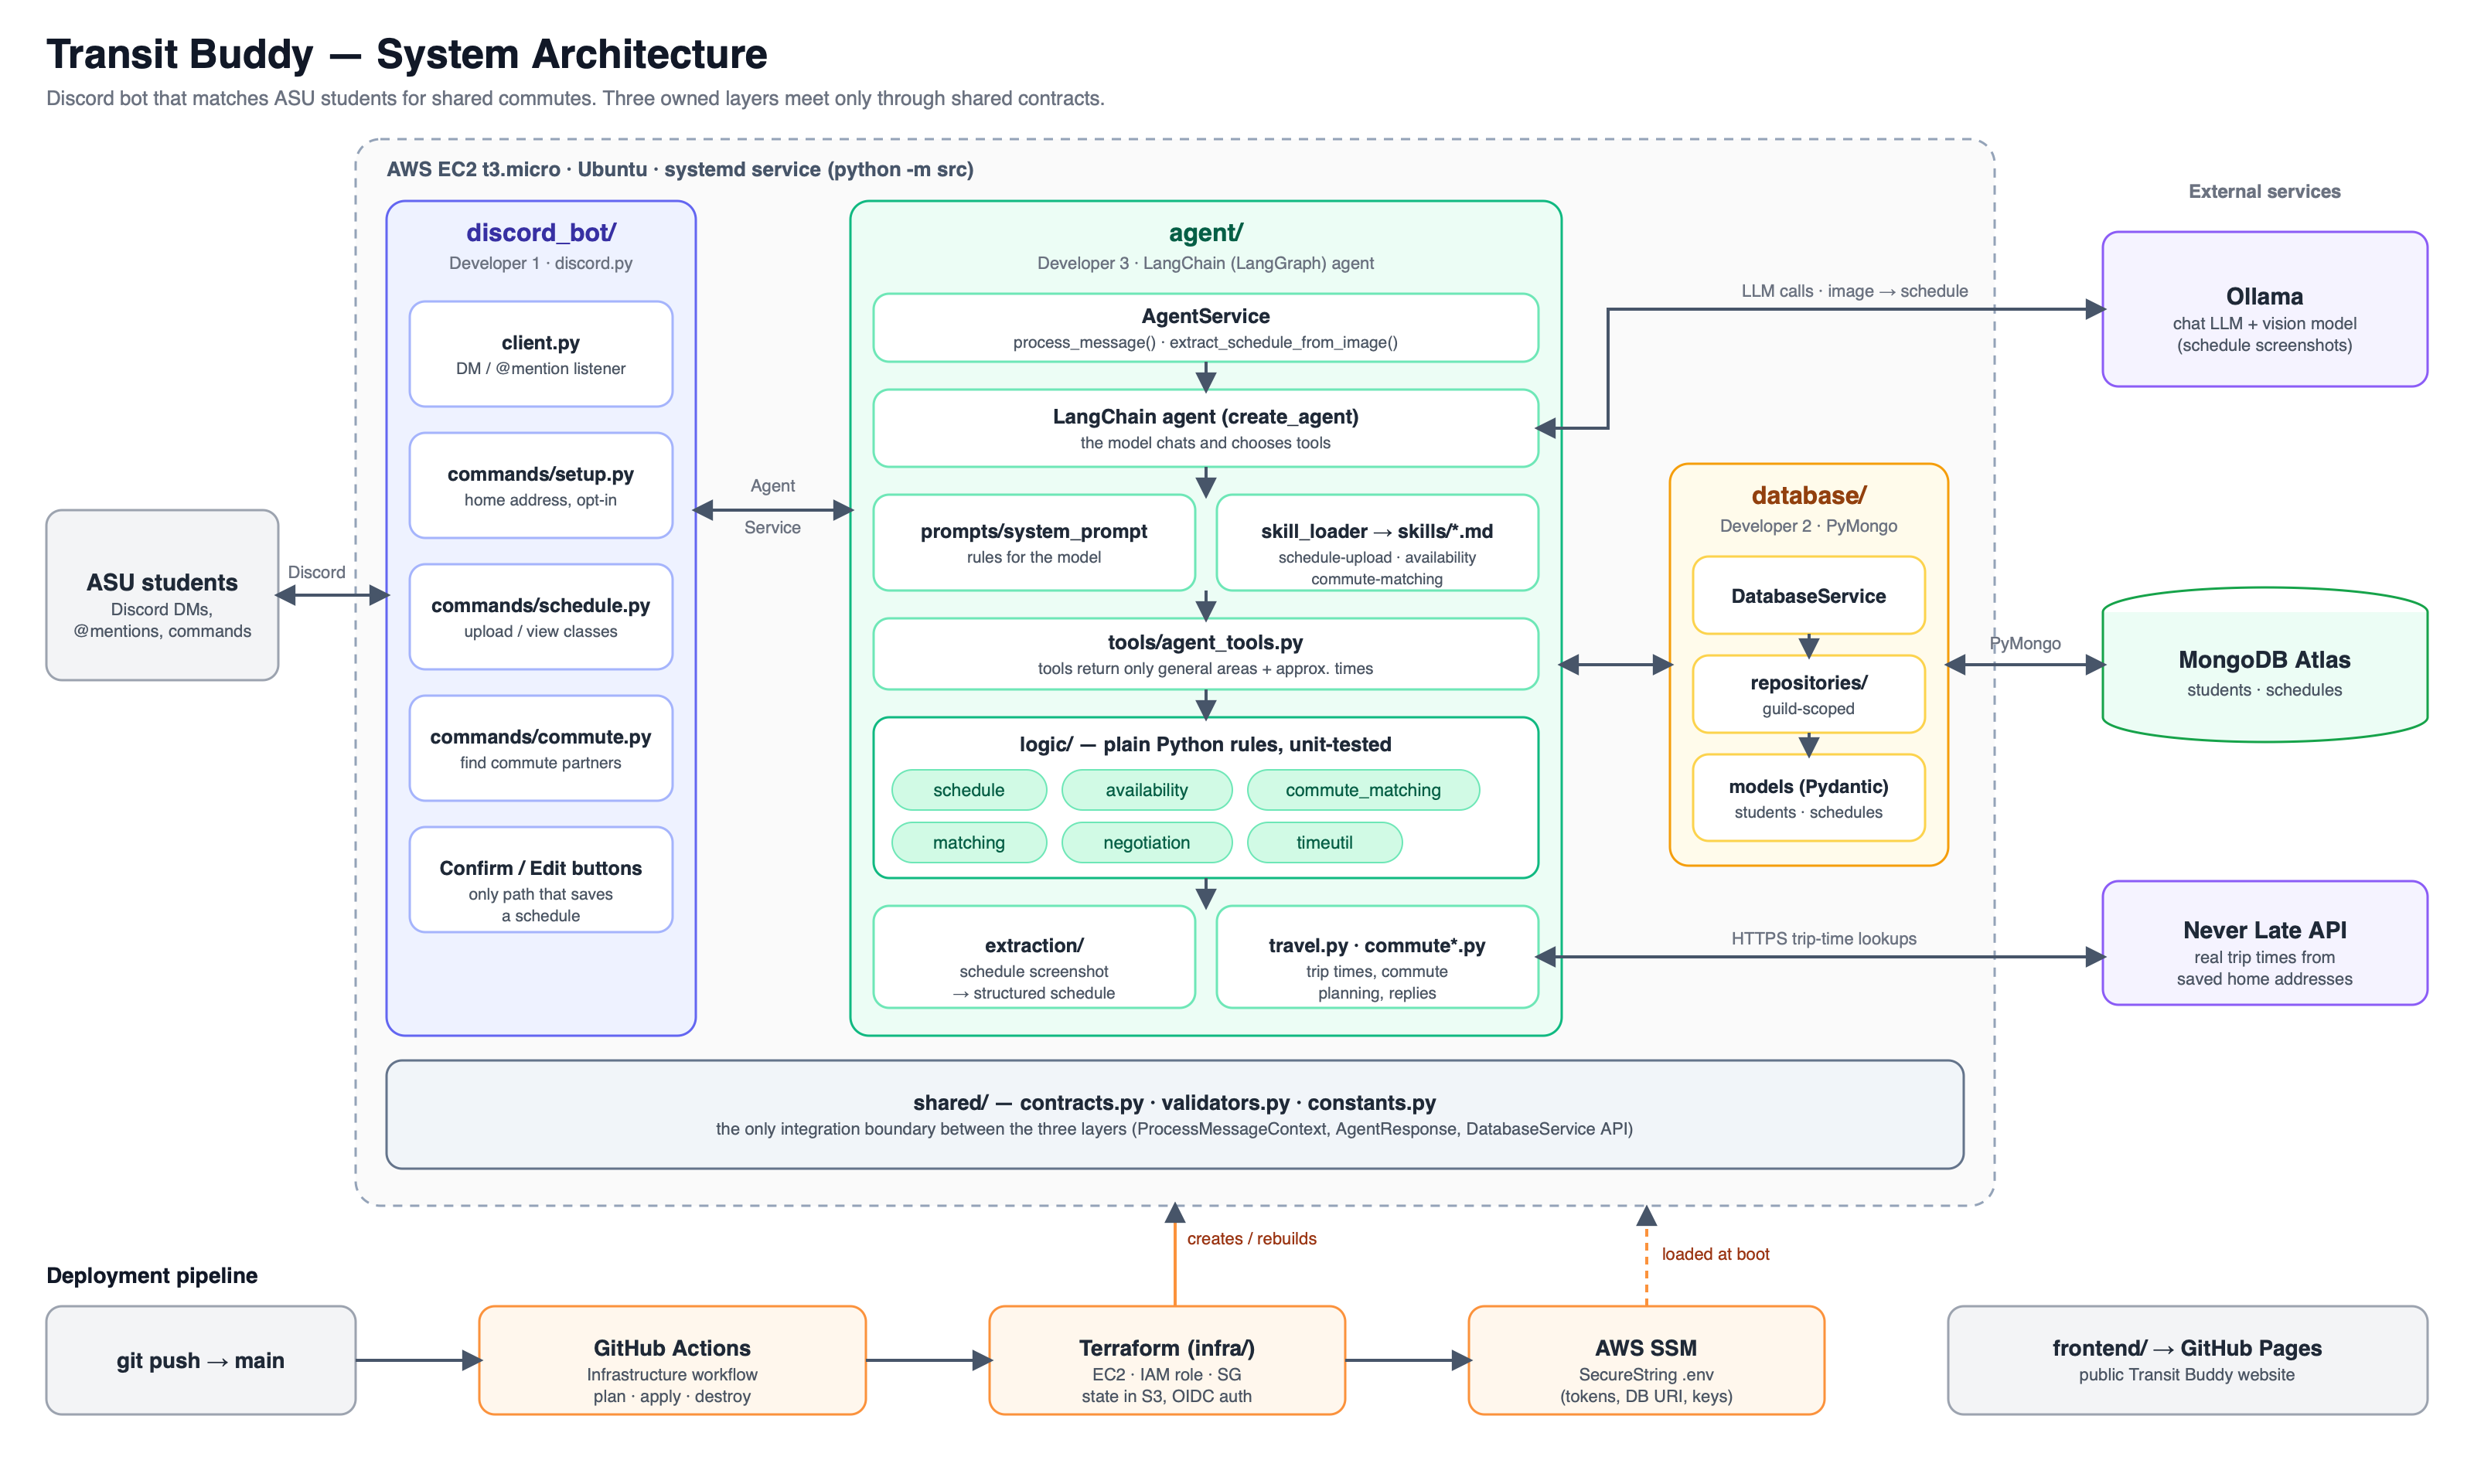 Transit Buddy — System Architecture
Discord bot that matches ASU students for shared commutes. Three owned layers meet only through shared contracts.
AWS EC2 t3.micro · Ubuntu · systemd service (python -m src)
External services
ASU students
Discord DMs,
@mentions, commands
Discord
discord_bot/
Developer 1 · discord.py
client.py
DM / @mention listener
commands/setup.py
home address, opt-in
commands/schedule.py
upload / view classes
commands/commute.py
find commute partners
Confirm / Edit buttons
only path that saves
a schedule
Agent
Service
agent/
Developer 3 · LangChain (LangGraph) agent
AgentService
process_message() · extract_schedule_from_image()
LangChain agent (create_agent)
the model chats and chooses tools
prompts/system_prompt
rules for the model
skill_loader → skills/*.md
schedule-upload · availability
commute-matching
tools/agent_tools.py
tools return only general areas + approx. times
logic/ — plain Python rules, unit-tested
schedule
availability
commute_matching
matching
negotiation
timeutil
extraction/
schedule screenshot
→ structured schedule
travel.py · commute*.py
trip times, commute
planning, replies
LLM calls · image → schedule
database/
Developer 2 · PyMongo
DatabaseService
repositories/
guild-scoped
models (Pydantic)
students · schedules
PyMongo
HTTPS trip-time lookups
Ollama
chat LLM + vision model
(schedule screenshots)
MongoDB Atlas
students · schedules
Never Late API
real trip times from
saved home addresses
shared/ — contracts.py · validators.py · constants.py
the only integration boundary between the three layers (ProcessMessageContext, AgentResponse, DatabaseService API)
creates / rebuilds
loaded at boot
Deployment pipeline
git push → main
GitHub Actions
Infrastructure workflow
plan · apply · destroy
Terraform (infra/)
EC2 · IAM role · SG
state in S3, OIDC auth
AWS SSM
SecureString .env
(tokens, DB URI, keys)
frontend/ → GitHub Pages
public Transit Buddy website